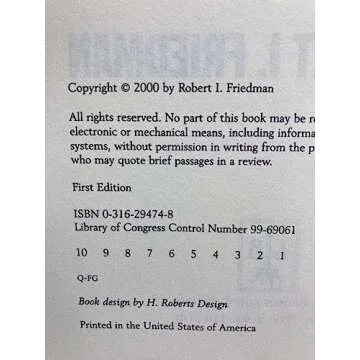 Copyright © 2000 by Robert I. Friedman
All rights reserved. No part of this book may be
electronic or mechanical means, including
systems, without permission in writing from the
who may quote brief passages in a review.
First Edition
ISBN 0-316-29474-8
Library of Congress Control Number 99-69061
10 9 8 7 6 5 4 3 2 1
Q-FG
Book design by H. Roberts Design
Printed in the United States of America